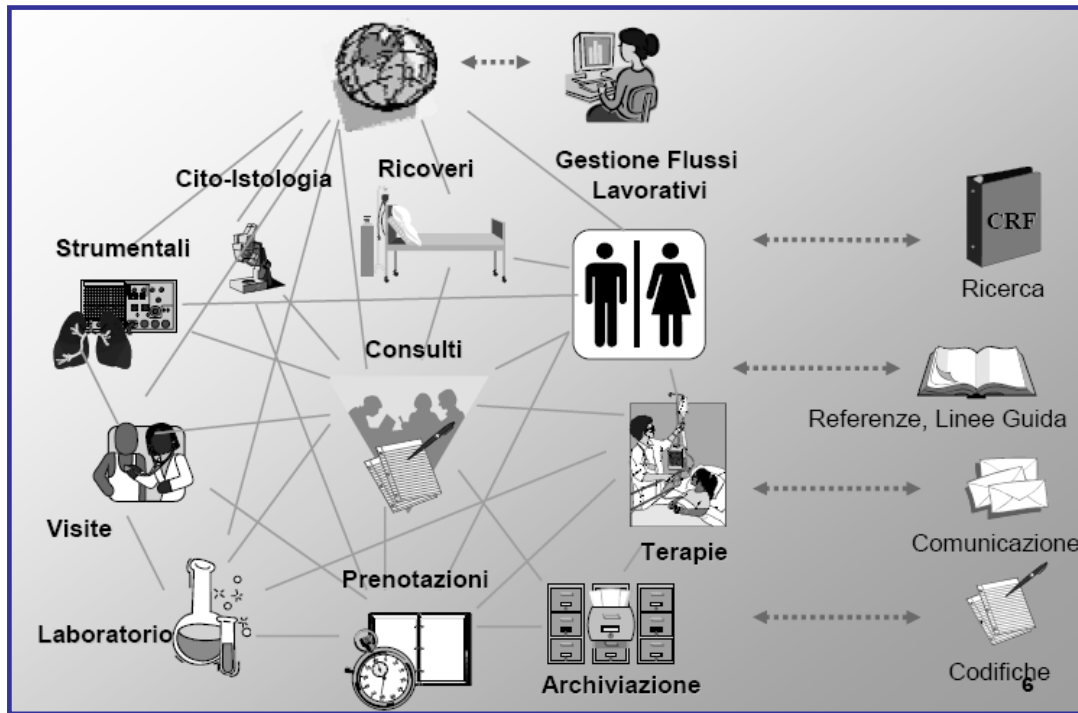 Gestione Flussi
Lavorativi
Ricoveri
Cito-Istologia
Strumentali
CRF
Ricerca
Consulti
Referenze, Linee Guida
Visite
Terapie
Comunicazione
Prenotazioni
Laboratorio
Archiviazione
Codifiche
6